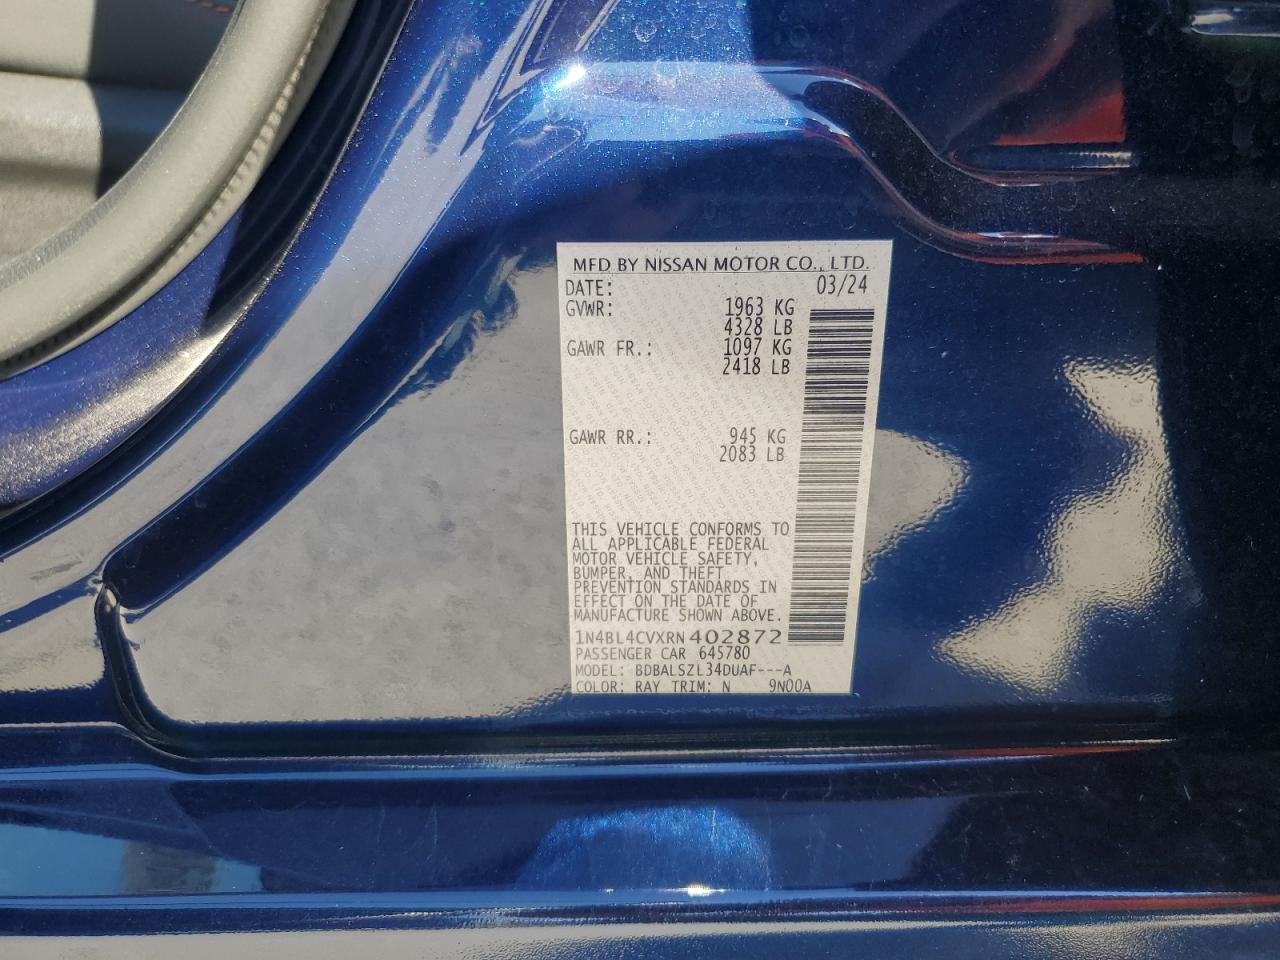 MFD BY NISSAN MOTOR CO., LTD.
DATE: 03/24
GVWR: 1963 KG
4328 LB
GAWR FR.: 1097 KG
2418 LB
GAWR RR.: 945 KG
2083 LB
THIS VEHICLE CONFORMS TO
ALL APPLICABLE FEDERAL
MOTOR VEHICLE SAFETY,
BUMPER, AND THEFT
PREVENTION STANDARDS IN
EFFECT ON THE DATE OF
MANUFACTURE SHOWN ABOVE.
1N4BL4CVXRN402872
PASSENGER CAR 645780
MODEL: BDBALSZL34DUAF---A
COLOR: RAY TRIM: N 9N00A